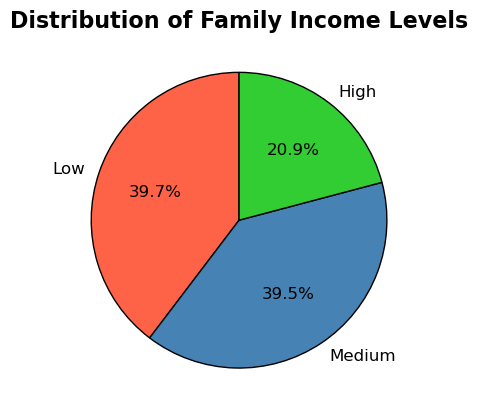 Distribution of Family Income Levels
High
20.9%
Low
39.7%
39.5%
Medium